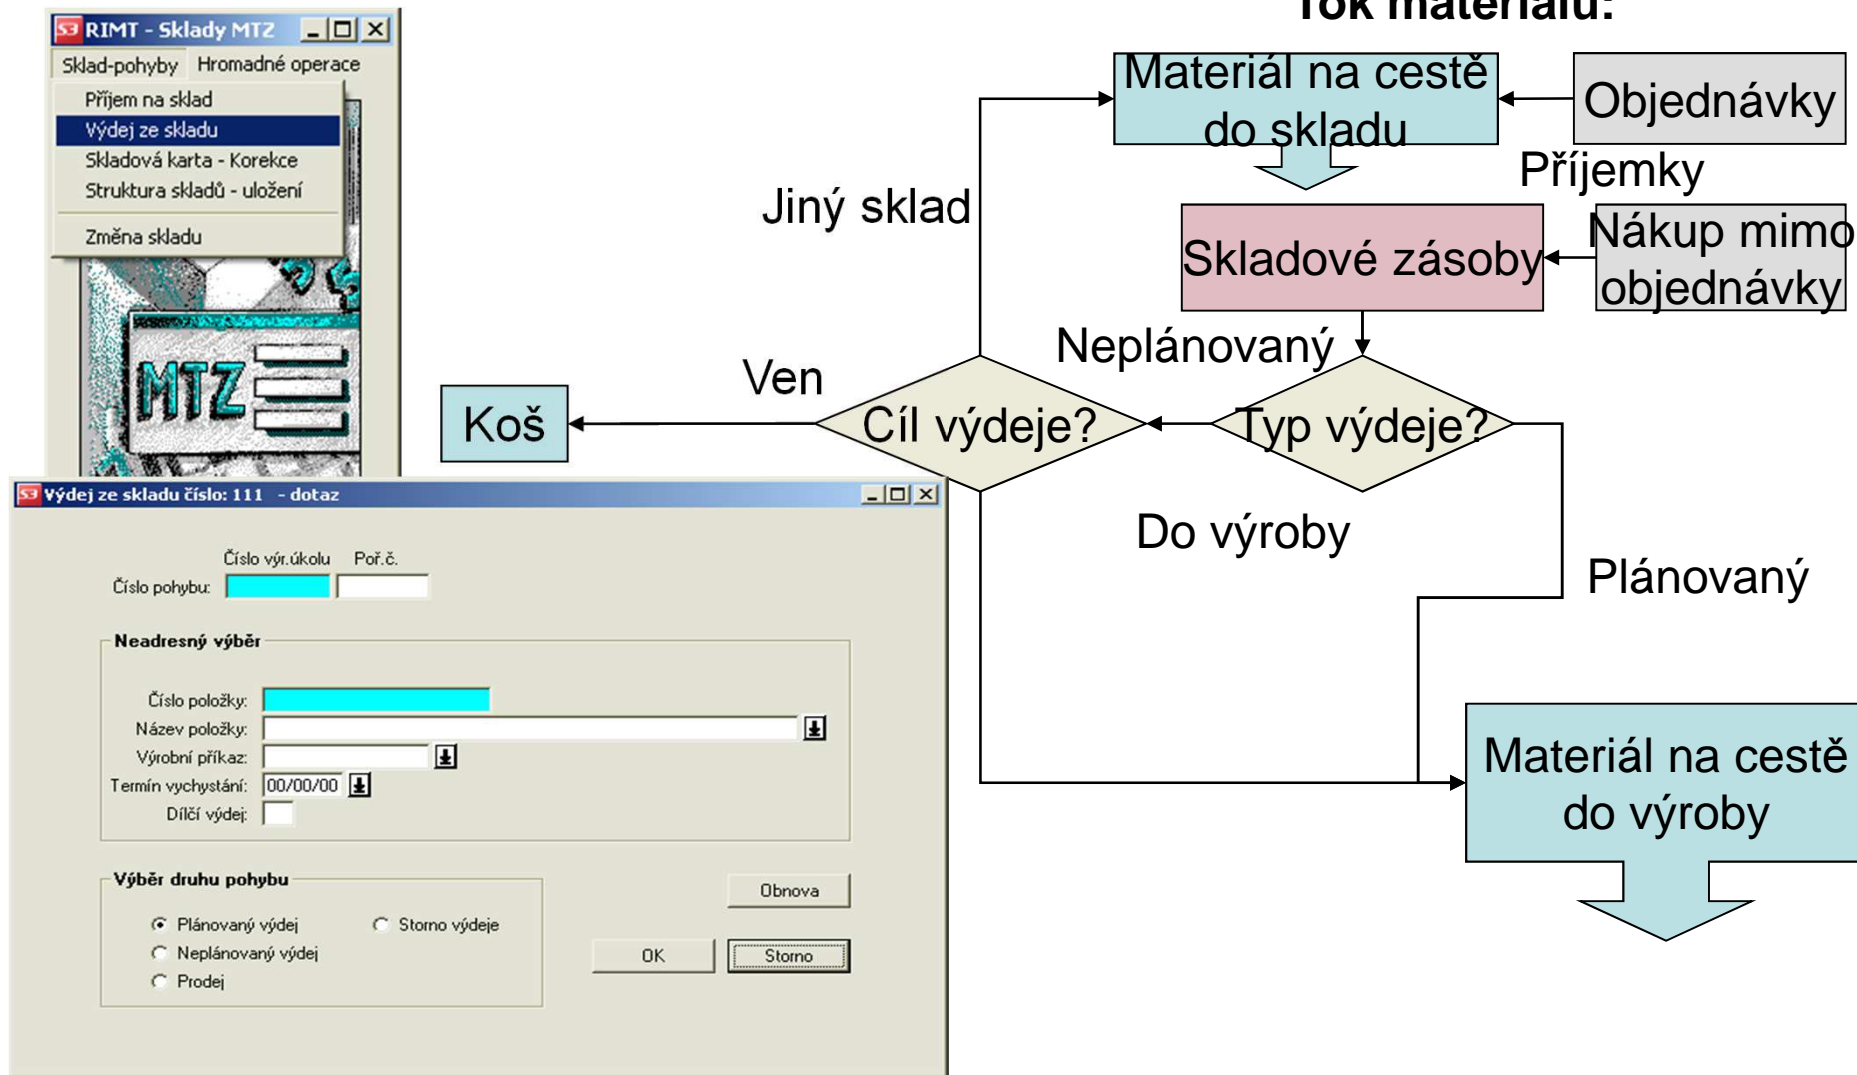 Tok materiálu:
RIMT - Sklady MTZ
Sklad-pohyby Hromadné operace
Příjem na sklad
Výdej ze skladu
Skladová karta - Korekce
Struktura skladů - uložení
Změna skladu
MTZ
Materiál na cestě
do skladu
Objednávky
Příjemky
Jiný sklad
Skladové zásoby
Nákup mimo
objednávky
Neplánovaný
Ven
Koš
Cíl výdeje?
Typ výdeje?
Do výroby
Plánovaný
Materiál na cestě
do výroby
Výdej ze skladu číslo: 111 - dotaz
Číslo výr.úkolu Poř.č.
Číslo pohybu:
Neadresný výběr
Číslo položky:
Název položky:
Výrobní příkaz:
Termín vychystání: 00/00/00
Dílčí výdej:
Výběr druhu pohybu
Plánovaný výdej Storno výdeje
Neplánovaný výdej
Prodej
Obnova
OK Storno